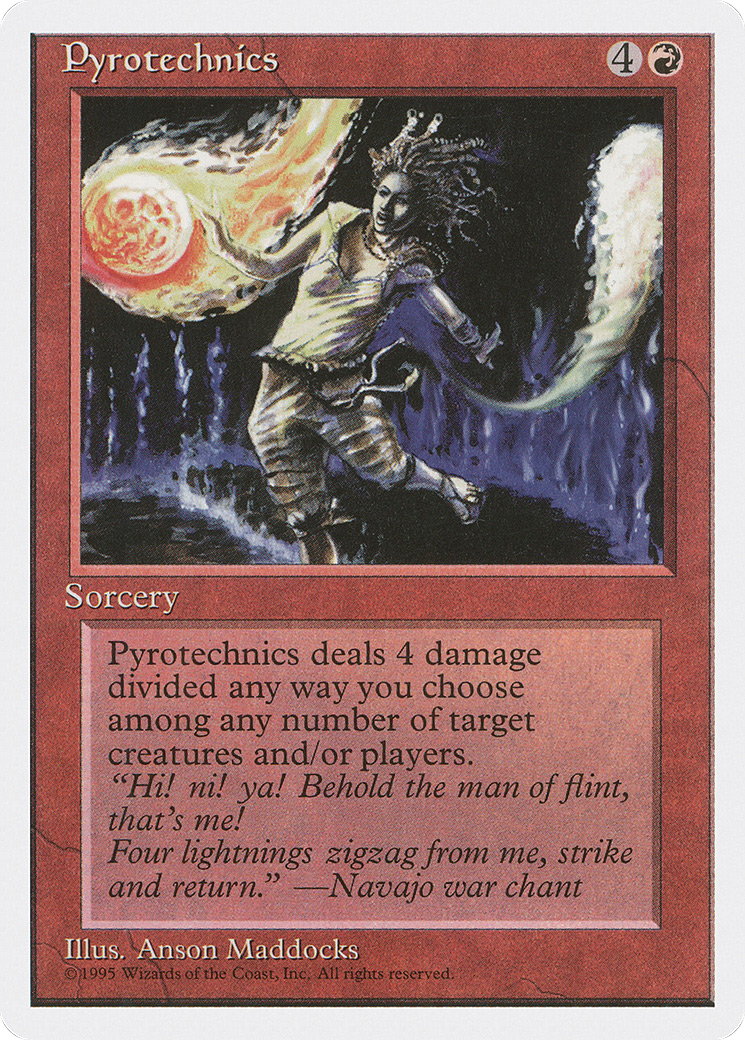 Pyrotechnics 4
Sorcery
Pyrotechnics deals 4 damage
divided any way you choose
among any number of target
creatures and/or players.
“Hi! ni! ya! Behold the man of flint,
that’s me!
Four lightnings zigzag from me, strike
and return.” —Navajo war chant
Illus. Anson Maddocks
©1995 Wizards of the Coast, Inc. All rights reserved.